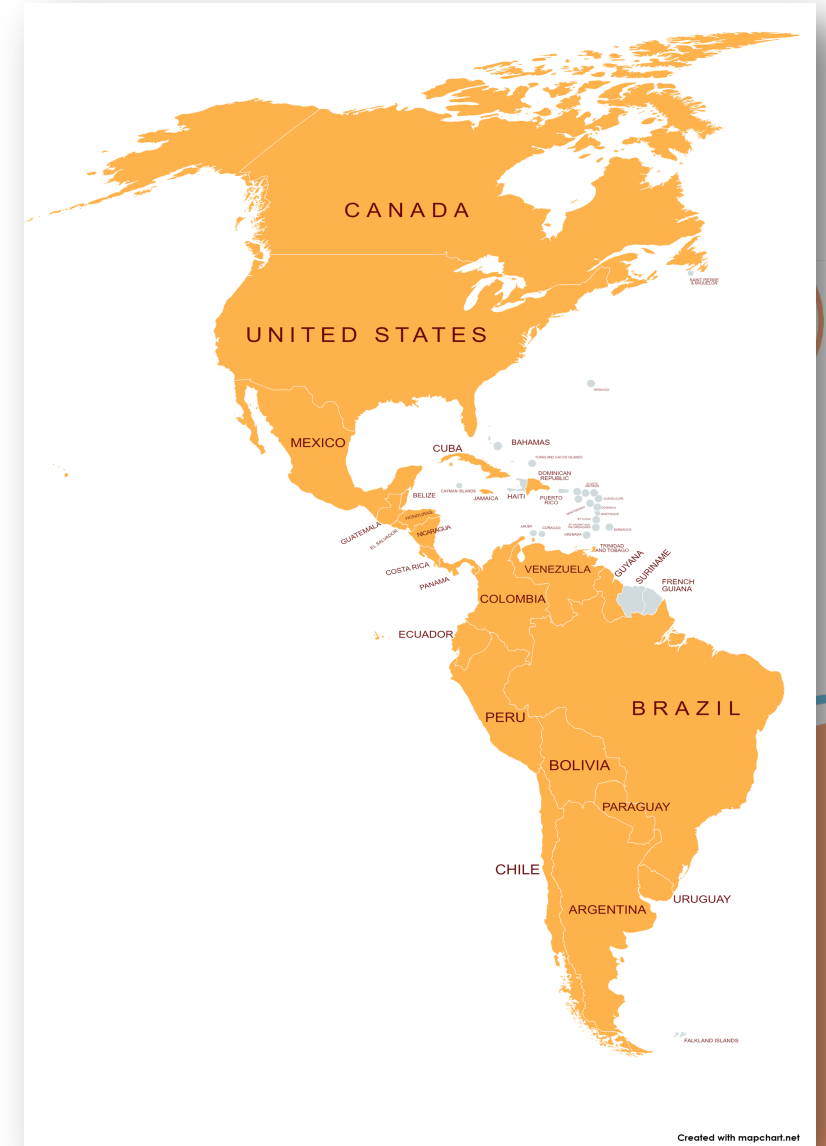 CANADA
SAINT PIERRE
& MIQUELON
UNITED STATES
BERMUDA
MEXICO
CUBA
BAHAMAS
TURKS AND CAICOS ISLANDS
DOMINICAN
REPUBLIC
CAYMAN ISLANDS
BELIZE
JAMAICA
HAITI
PUERTO
RICO
GUADELOUPE
DOMINICA
MARTINIQUE
HONDURAS
ST. LUCIA
GUATEMALA
NICARAGUA
EL SALVADOR
ARUBA
CURACAO
BARBADOS
GRENADA
TRINIDAD
AND TOBAGO
COSTA RICA
PANAMA
VENEZUELA
GUYANA
SURINAME
FRENCH
GUIANA
COLOMBIA
ECUADOR
BRAZIL
PERU
BOLIVIA
PARAGUAY
CHILE
URUGUAY
ARGENTINA
FALKLAND ISLANDS
Created with mapchart.net